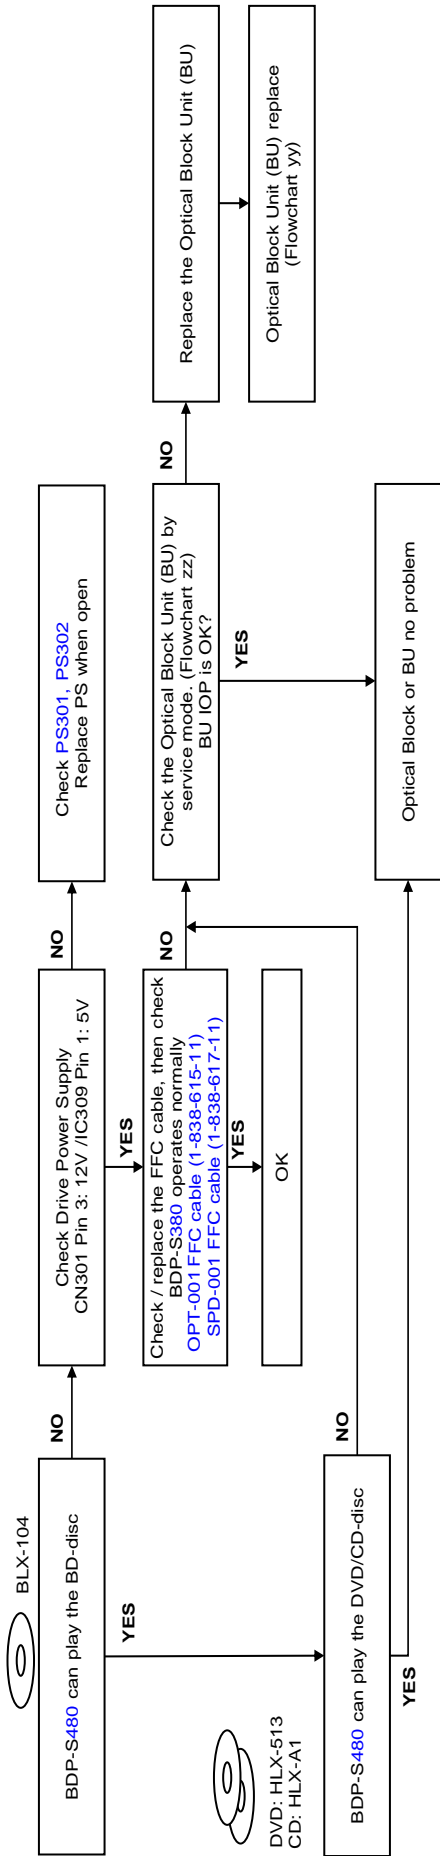 BLX-104
BDP-S480 can play the BD-disc
NO
YES
Check Drive Power Supply
CN301 Pin 3: 12V /IC309 Pin 1: 5V
NO
YES
Check PS301, PS302
Replace PS when open
Check / replace the FFC cable, then check
BDP-S380 operates normally
OPT-001 FFC cable (1-838-615-11)
SPD-001 FFC cable (1-838-617-11)
NO
YES
OK
Check the Optical Block Unit (BU) by
service mode. (Flowchart zz)
BU IOP is OK?
NO
YES
Replace the Optical Block Unit (BU)
Optical Block Unit (BU) replace
(Flowchart yy)
DVD: HLX-513
CD: HLX-A1
BDP-S480 can play the DVD/CD-disc
NO
YES
Optical Block or BU no problem